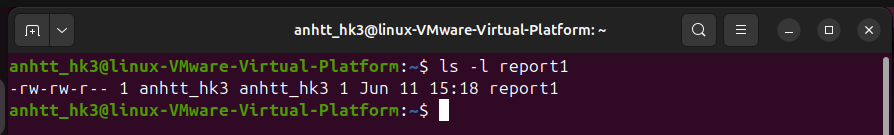 anhtt_hk3@linux-VMware-Virtual-Platform: ~
anhtt_hk3@linux-VMware-Virtual-Platform:~$ ls -l report1
-rw-rw-r-- 1 anhtt_hk3 anhtt_hk3 1 Jun 11 15:18 report1
anhtt_hk3@linux-VMware-Virtual-Platform:~$